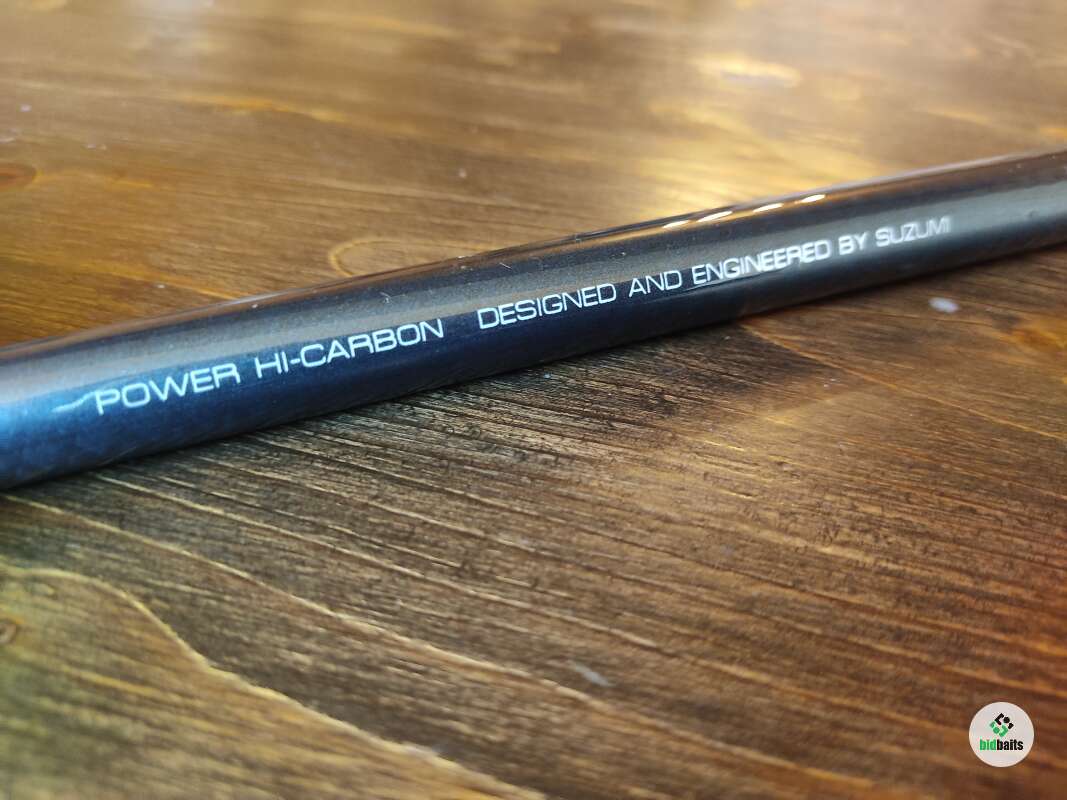 POWER HI-CARBON DESIGNED AND ENGINEERED BY SUZUMI
bidbaits